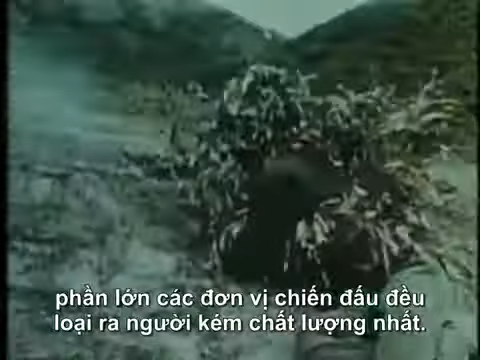 phần lớn các đơn vị chiến đấu đều
loại ra người kém chất lượng nhất.